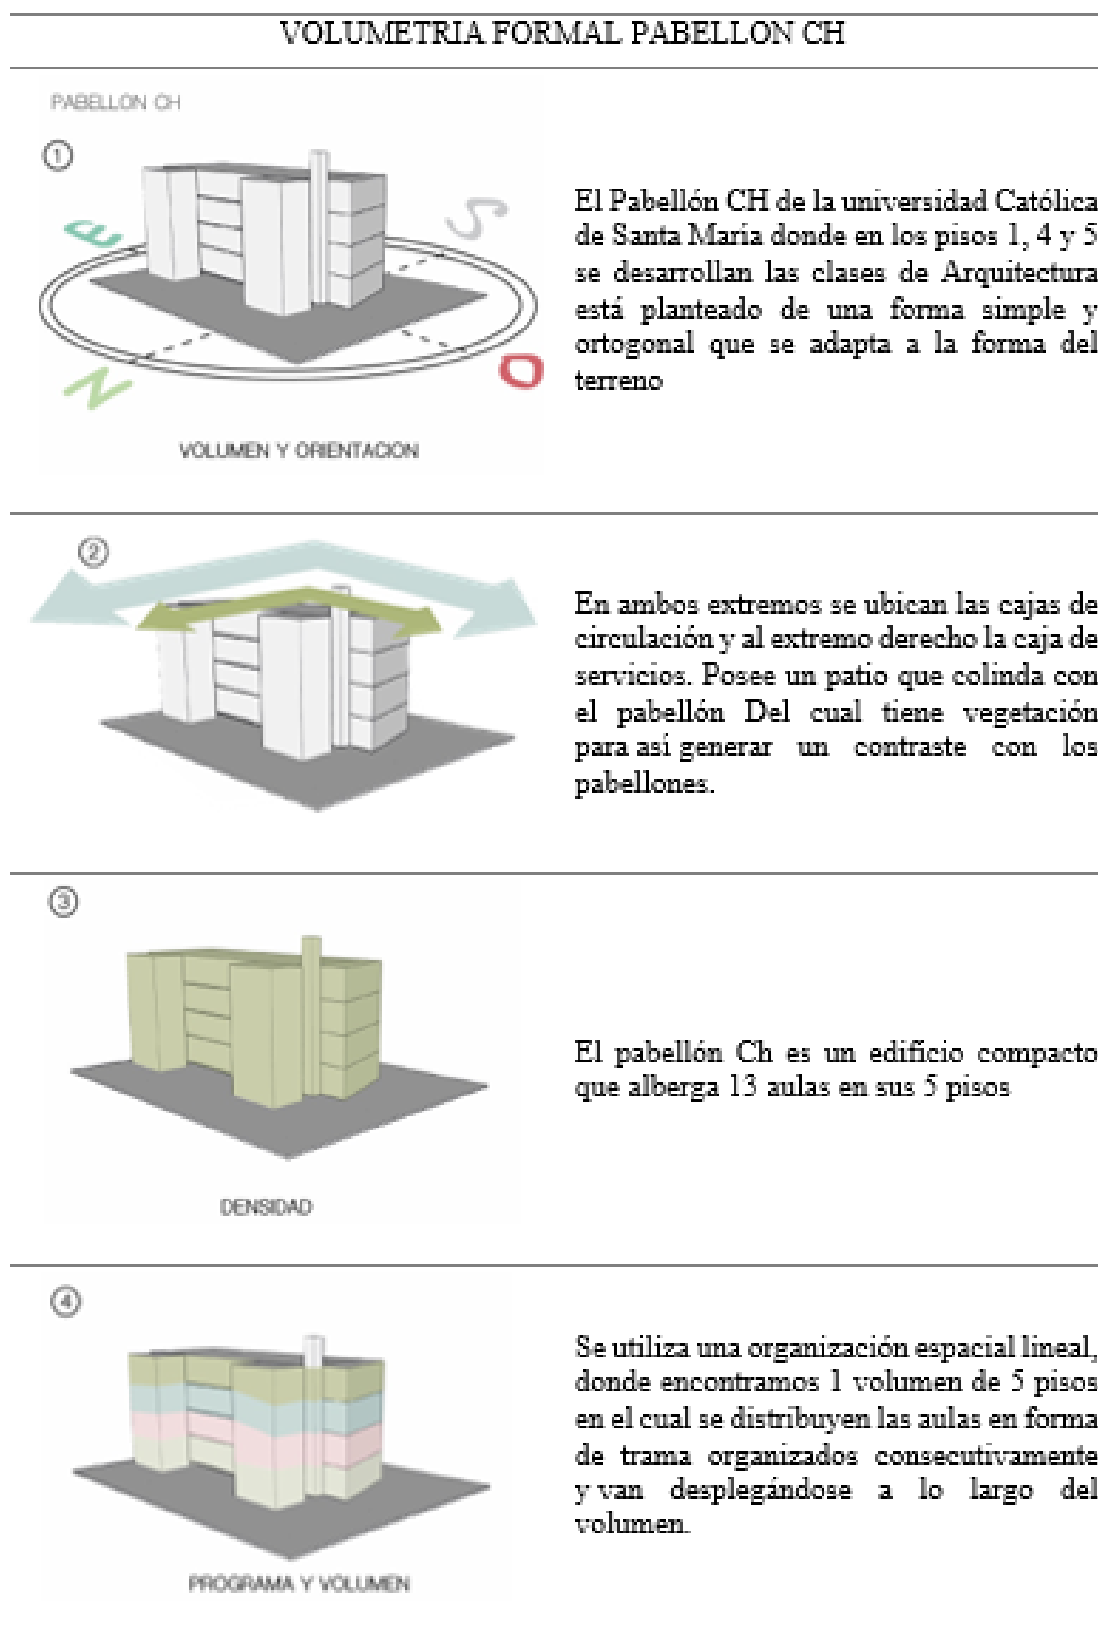 VOLUMETRIA FORMAL PABELLON CH
PABELLON CH
1
E
S
N
O
VOLUMEN Y ORIENTACION
El Pabellón CH de la universidad Católica
de Santa María donde en los pisos 1, 4 y 5
se desarrollan las clases de Arquitectura
está planteado de una forma simple y
ortogonal que se adapta a la forma del
terreno
2
En ambos extremos se ubican las cajas de
circulación y al extremo derecho la caja de
servicios. Posee un patio que colinda con
el pabellón Del cual tiene vegetación
para así generar un contraste con los
pabellones.
3
DENSIDAD
El pabellón Ch es un edificio compacto
que alberga 13 aulas en sus 5 pisos
4
PROGRAMA Y VOLUMEN
Se utiliza una organización espacial lineal,
donde encontramos 1 volumen de 5 pisos
en el cual se distribuyen las aulas en forma
de trama organizados consecutivamente
y van desplegándose a lo largo del
volumen.